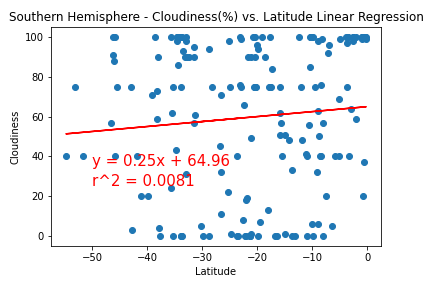 Southern Hemisphere - Cloudiness(%) vs. Latitude Linear Regression
100
80
60
40
20
0
Cloudiness
y = 0.25x + 64.96
r^2 = 0.0081
−50 −40 −30 −20 −10 0
Latitude